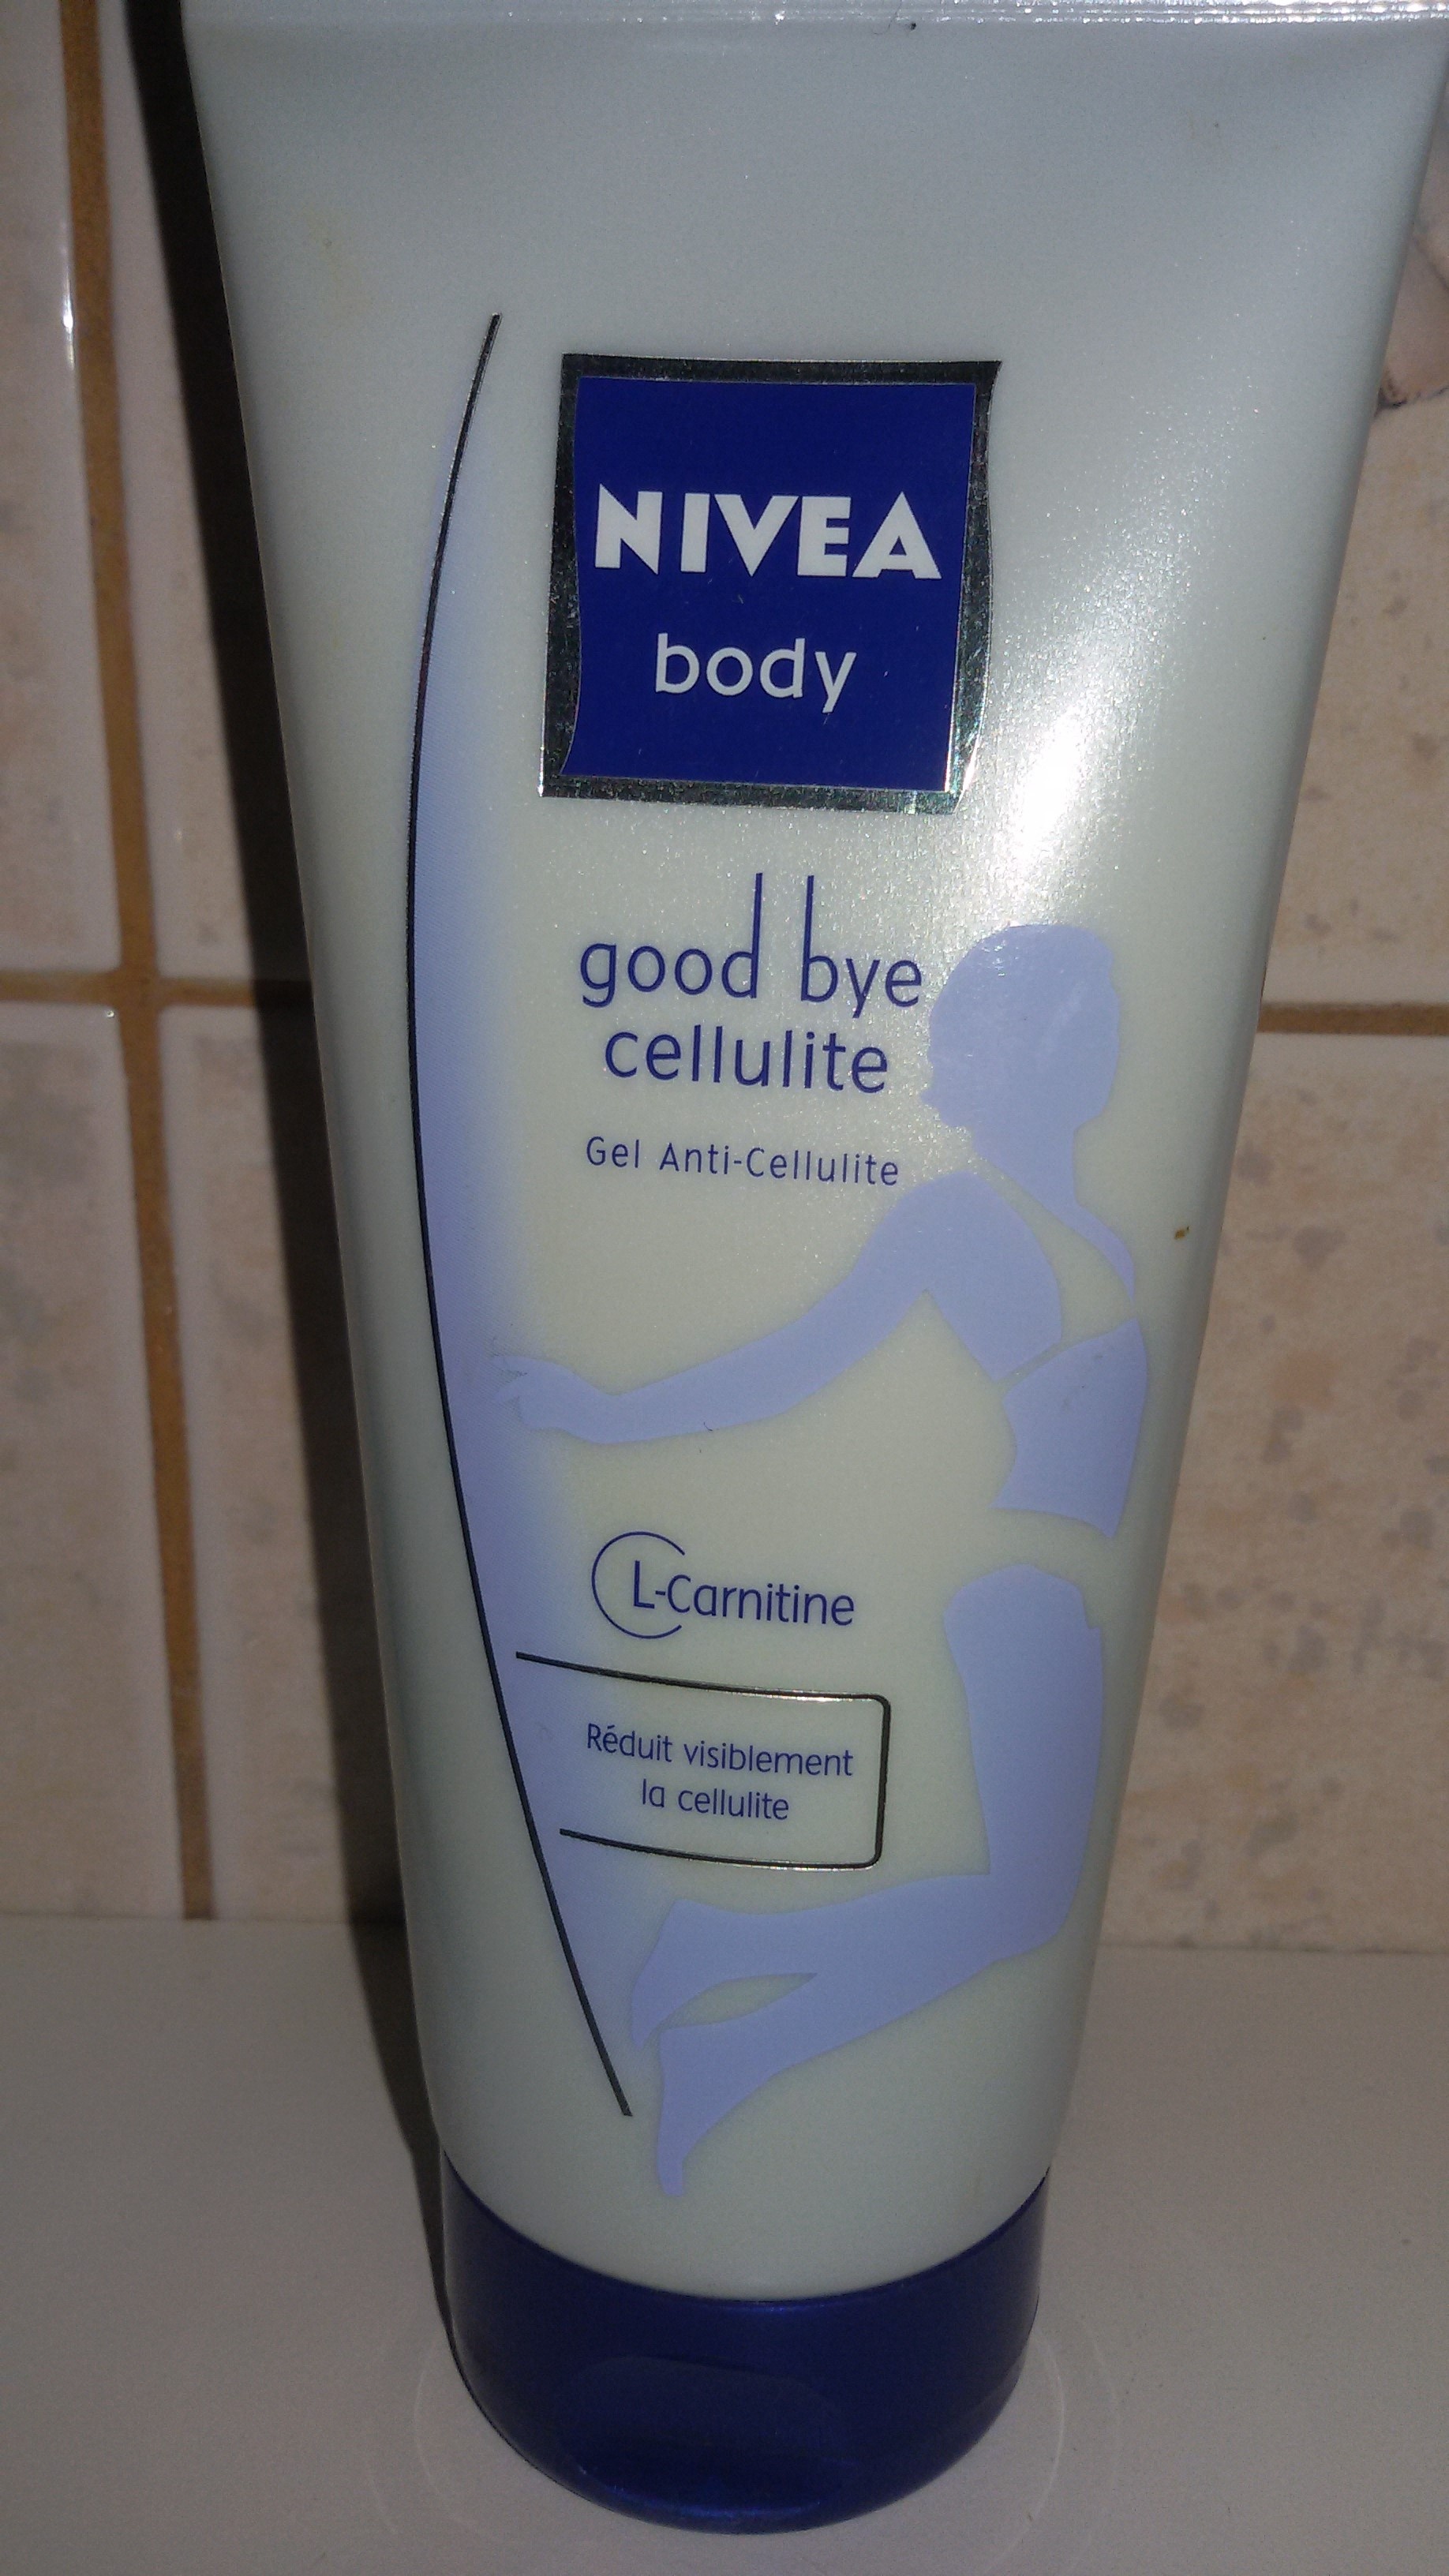 NIVEA
body
good bye
cellulite
Gel Anti-Cellulite
L-Carnitine
Réduit visiblement
la cellulite